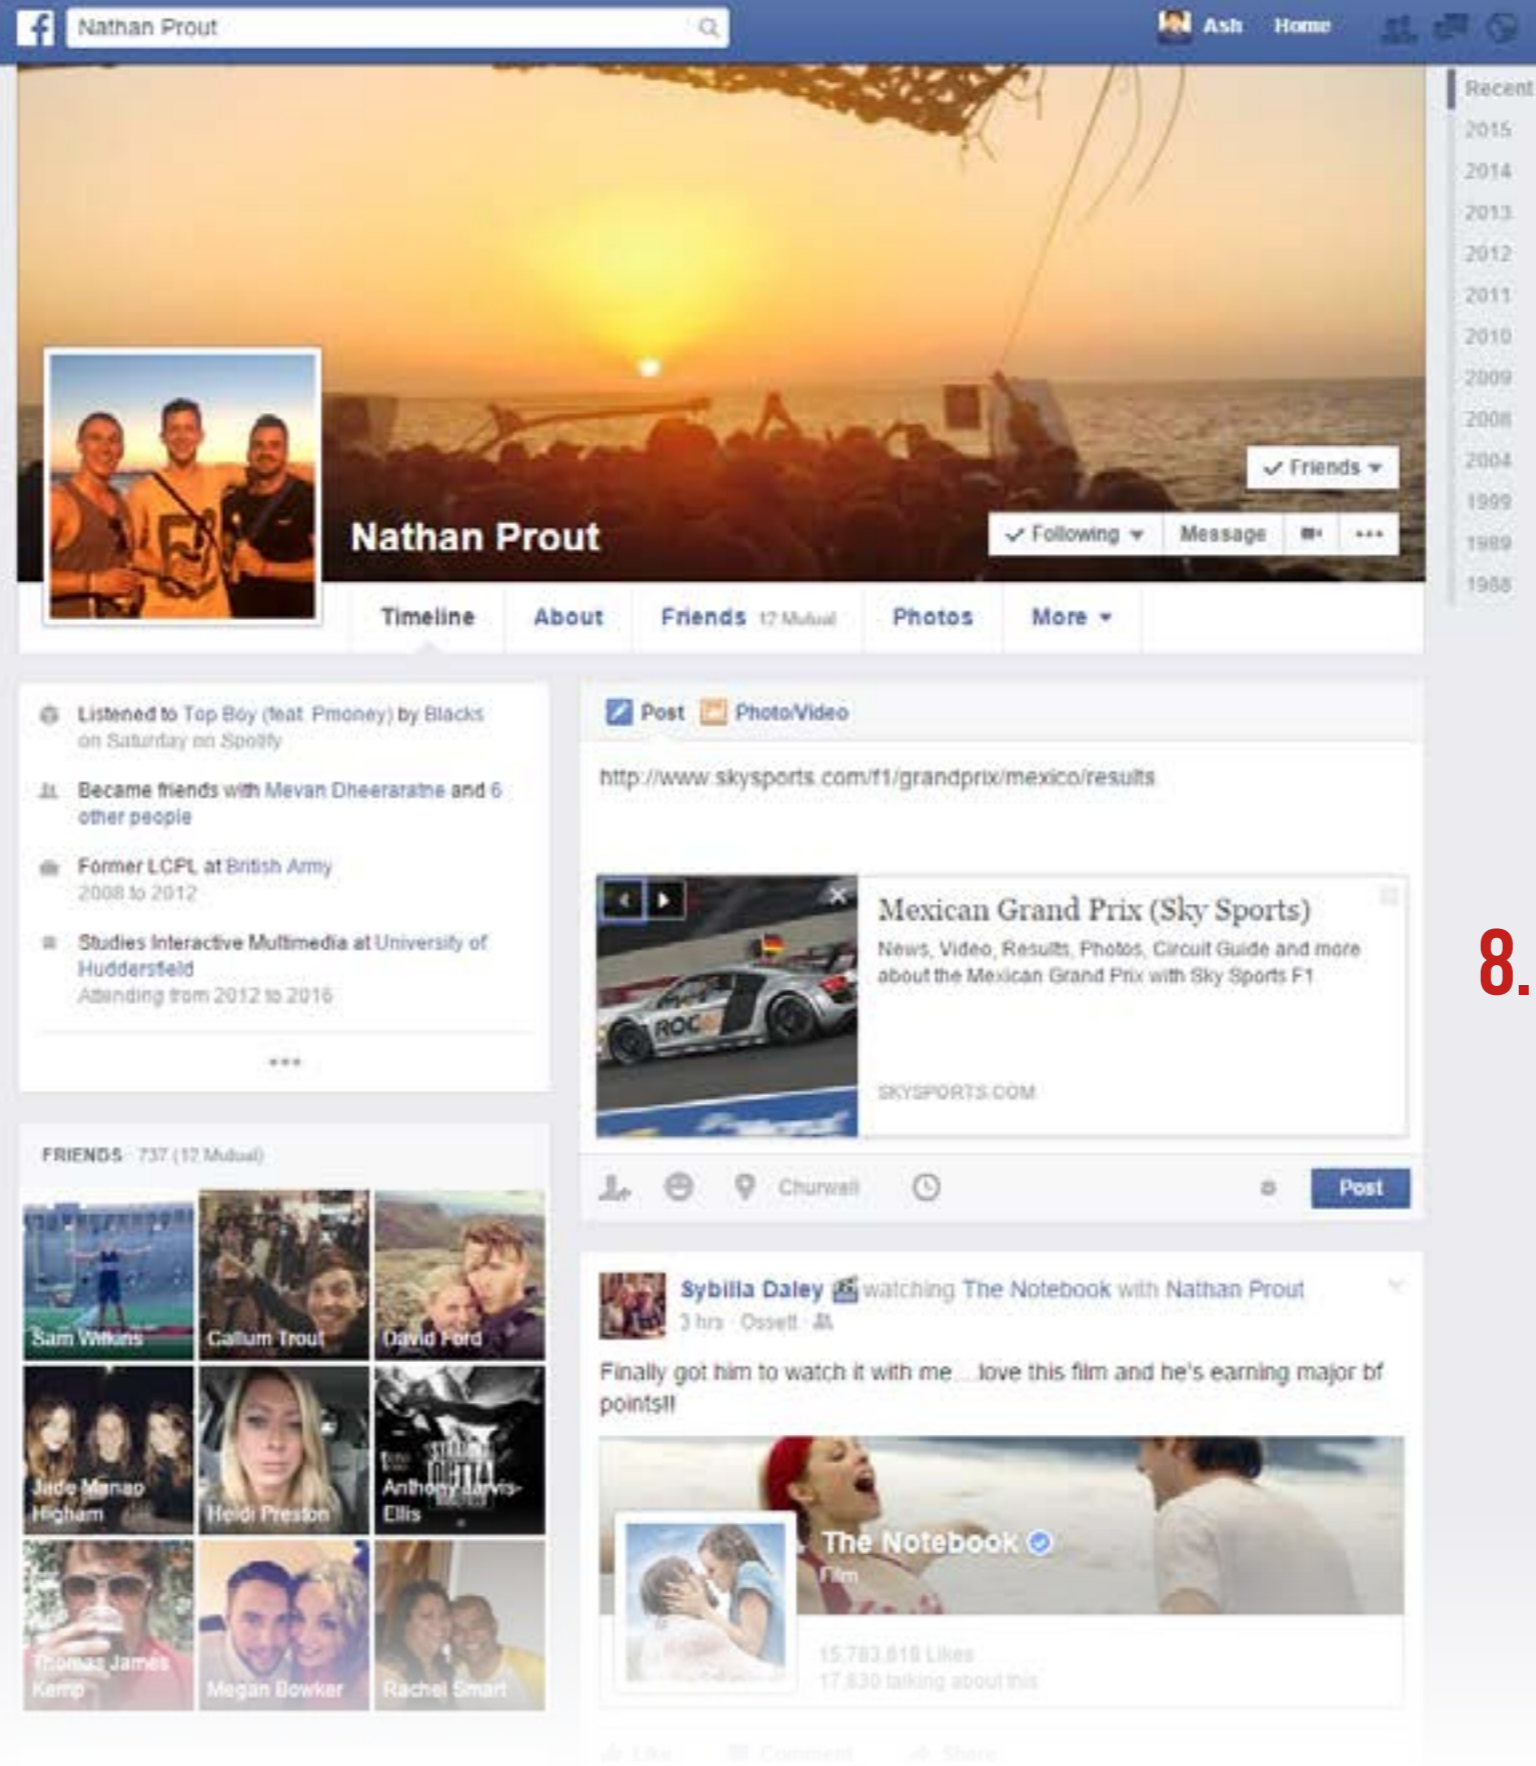 Nathan Prout
Ash Home
Recent
2015
2014
2013
2012
2011
2010
2009
2008
2004
1999
1989
1988
Friends
Nathan Prout
Following Message
Timeline About Friends 12 Mutual Photos More
Listened to Top Boy (feat. Pmoney) by Blacks
on Saturday on Spotify
Became friends with Mevan Dheeraratne and 6
other people
Former LCPL at British Army
2008 to 2012
Studies Interactive Multimedia at University of
Huddersfield
Attending from 2012 to 2016
FRIENDS 737 (12 Mutual)
Sam Wilkins
Callum Trout
David Ford
Jade Manao
Higham
Heidi Preston
Anthony Jarvis-
Ellis
Thomas James
Kemp
Megan Bowker
Rachel Smart
Post Photo/Video
http://www.skysports.com/f1/grandprix/mexico/results
ROC
Mexican Grand Prix (Sky Sports)
News, Video, Results, Photos, Circuit Guide and more
about the Mexican Grand Prix with Sky Sports F1
SKYSPORTS.COM
Churwell
Post
8.
Sybilla Daley watching The Notebook with Nathan Prout
3 hrs · Ossett ·
Finally got him to watch it with me....love this film and he's earning major bf
points!!
The Notebook
Film
15,783,818 Likes
17,630 talking about this
Like Comment Share